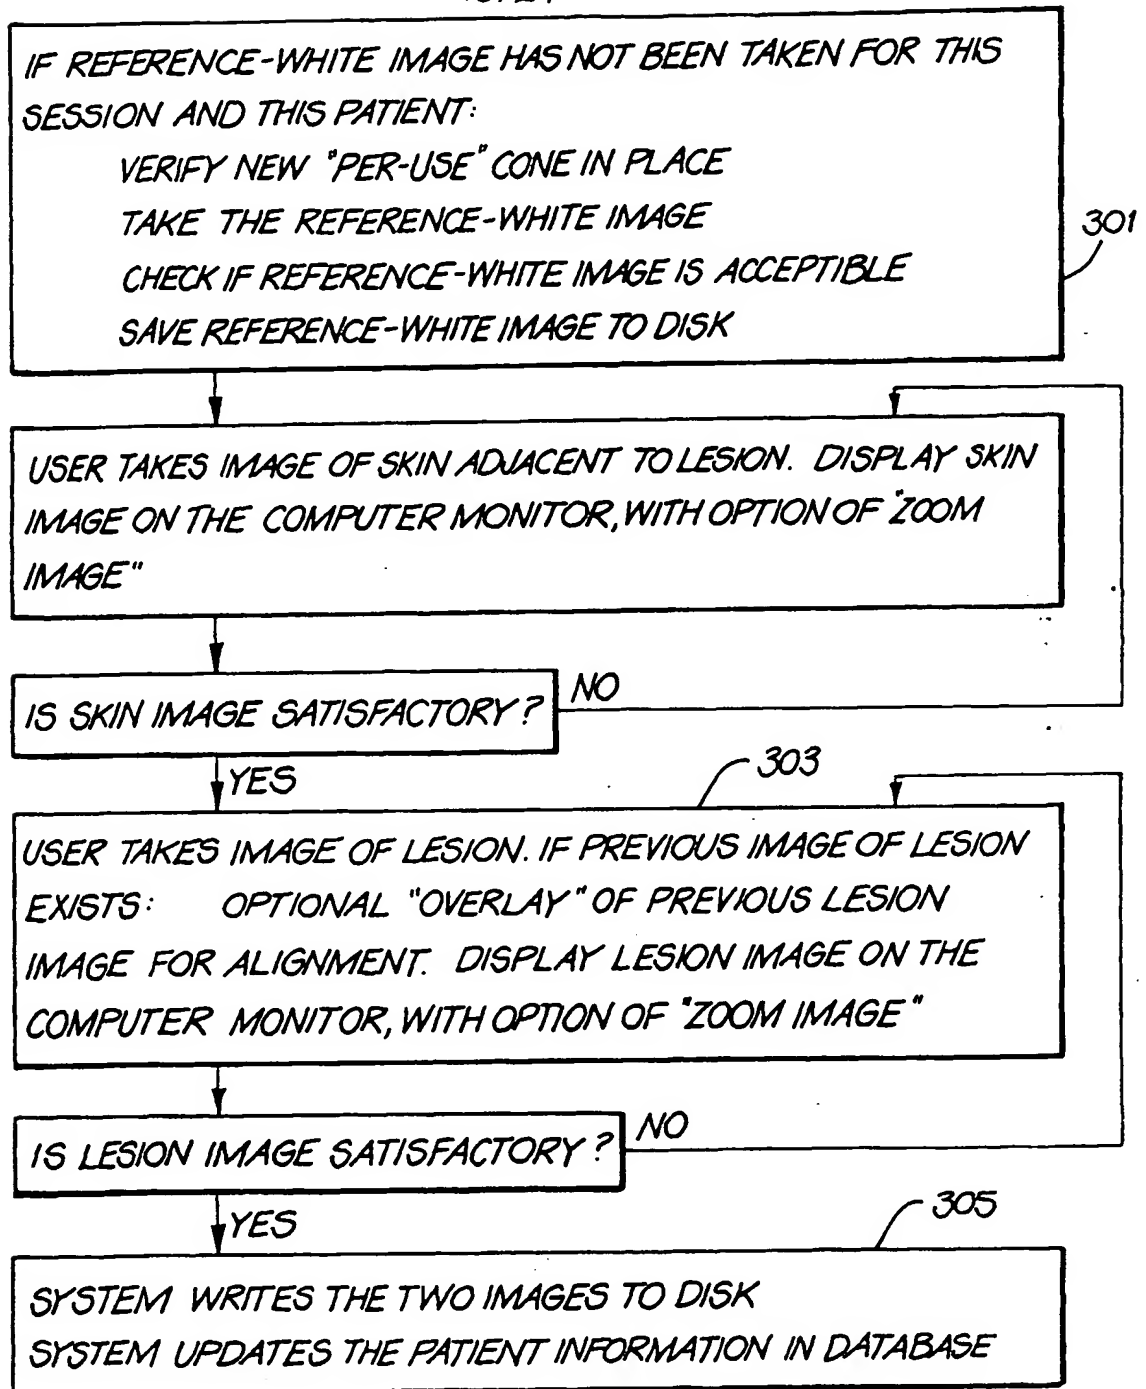 IF REFERENCE-WHITE IMAGE HAS NOT BEEN TAKEN FOR THIS
SESSION AND THIS PATIENT:
VERIFY NEW "PER-USE" CONE IN PLACE
TAKE THE REFERENCE-WHITE IMAGE
CHECK IF REFERENCE-WHITE IMAGE IS ACCEPTIBLE
SAVE REFERENCE-WHITE IMAGE TO DISK
301
USER TAKES IMAGE OF SKIN ADJACENT TO LESION. DISPLAY SKIN
IMAGE ON THE COMPUTER MONITOR, WITH OPTION OF "ZOOM
IMAGE"
IS SKIN IMAGE SATISFACTORY?
NO
YES
303
USER TAKES IMAGE OF LESION. IF PREVIOUS IMAGE OF LESION
EXISTS: OPTIONAL "OVERLAY" OF PREVIOUS LESION
IMAGE FOR ALIGNMENT. DISPLAY LESION IMAGE ON THE
COMPUTER MONITOR, WITH OPTION OF "ZOOM IMAGE"
IS LESION IMAGE SATISFACTORY?
NO
YES
305
SYSTEM WRITES THE TWO IMAGES TO DISK
SYSTEM UPDATES THE PATIENT INFORMATION IN DATABASE